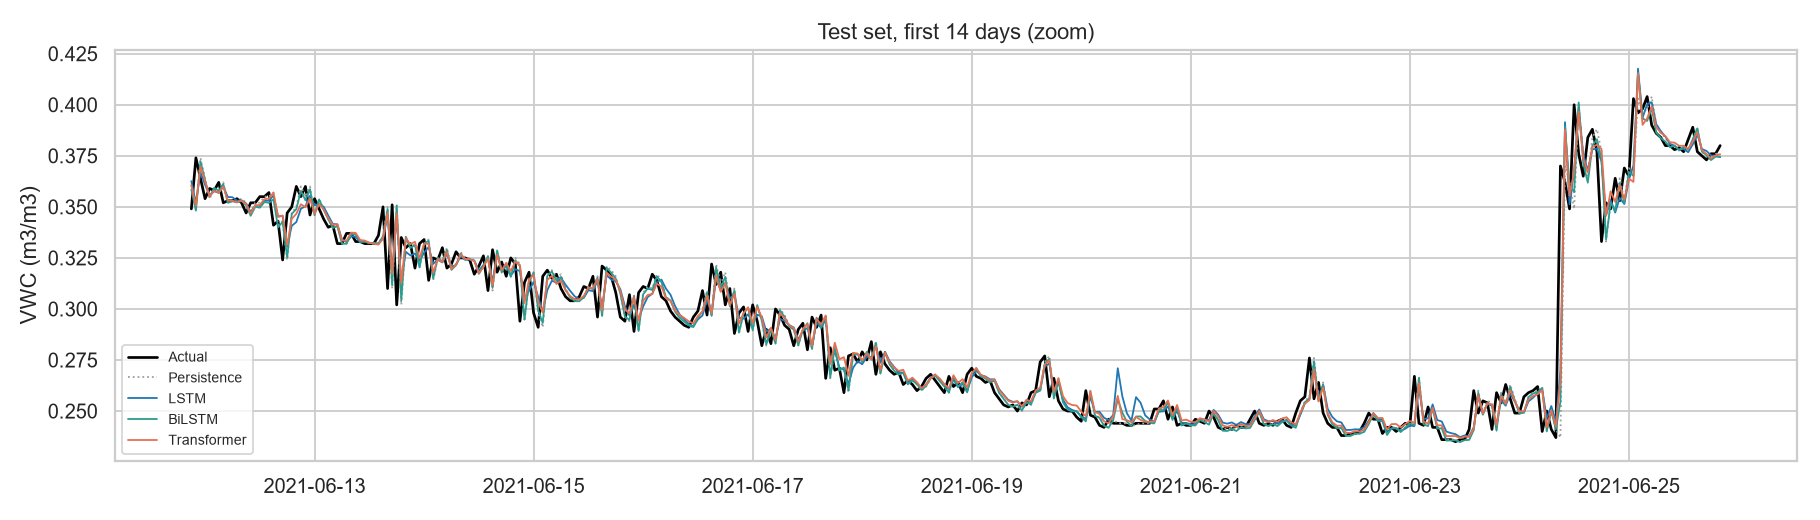 Test set, first 14 days (zoom)
VWC (m3/m3)
0.425
0.400
0.375
0.350
0.325
0.300
0.275
0.250
Actual
Persistence
LSTM
BiLSTM
Transformer
2021-06-13
2021-06-15
2021-06-17
2021-06-19
2021-06-21
2021-06-23
2021-06-25